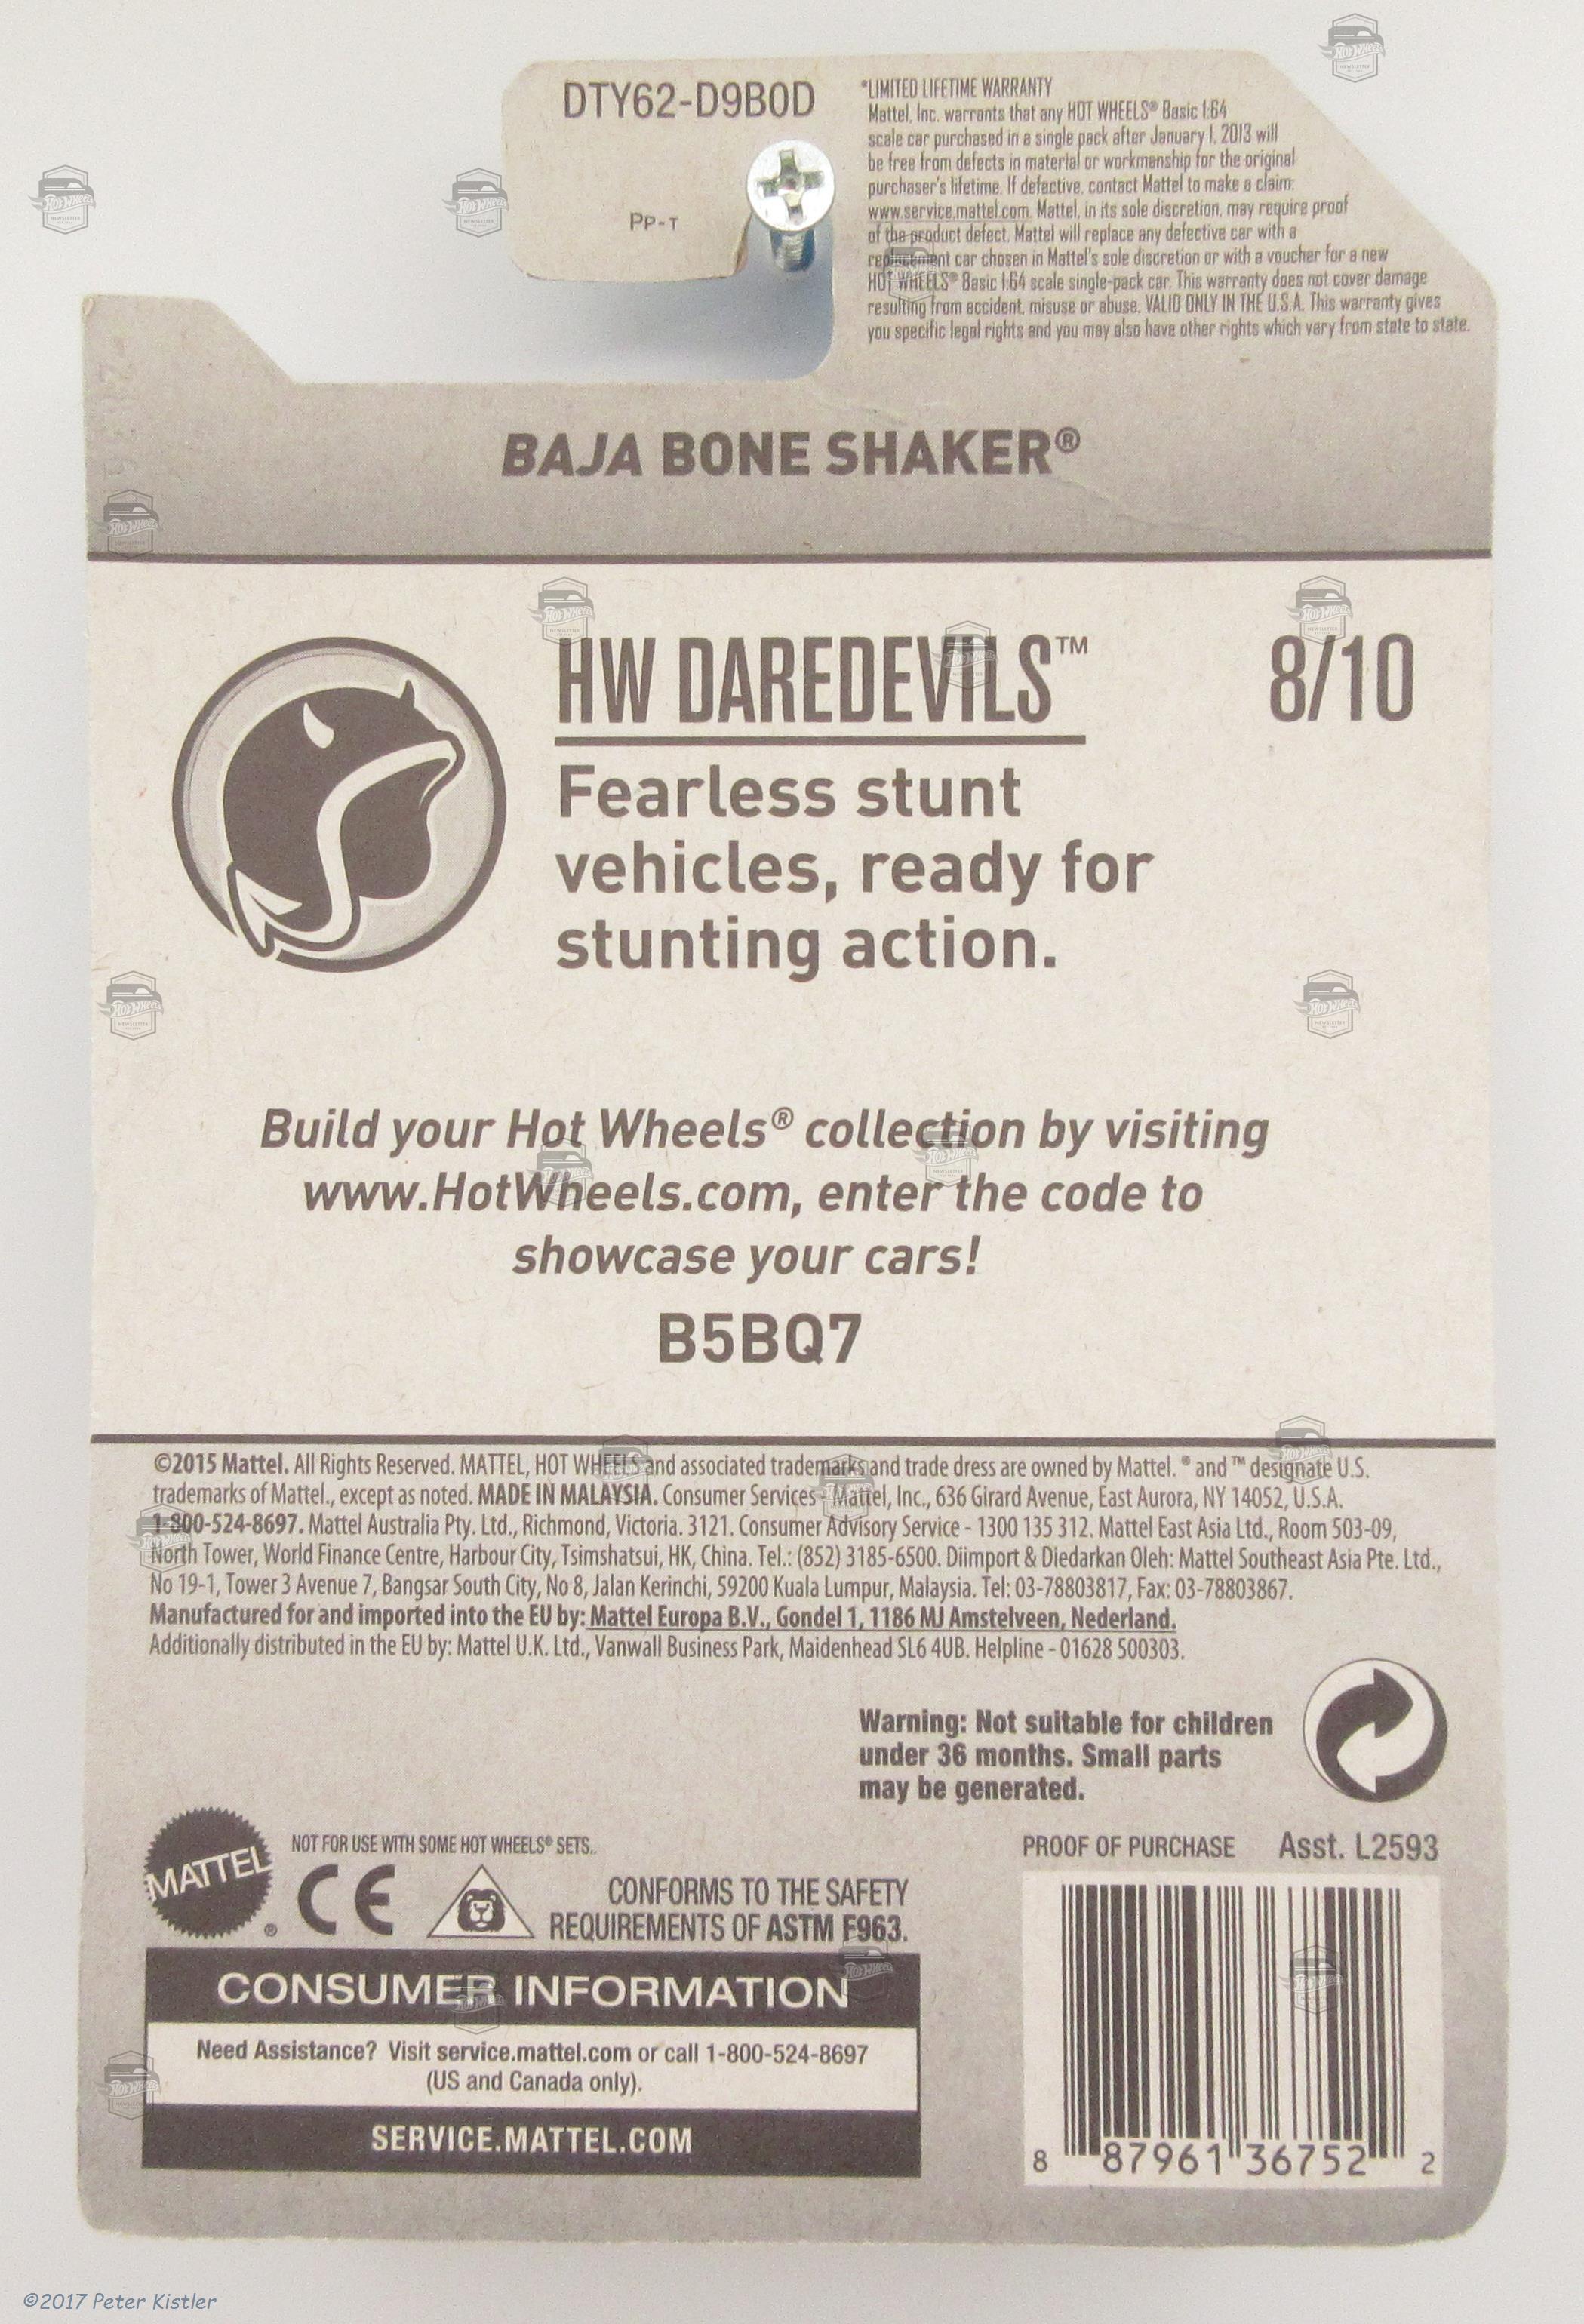 DTY62-D9B0D
PP-T
*LIMITED LIFETIME WARRANTY
Mattel, Inc. warrants that any HOT WHEELS® Basic 1:64
scale car purchased in a single pack after January 1, 2013 will
be free from defects in material or workmanship for the original
purchaser's lifetime. If defective, contact Mattel to make a claim:
www.service.mattel.com. Mattel, in its sole discretion, may require proof
of the product defect. Mattel will replace any defective car with a
replacement car chosen in Mattel's sole discretion or with a voucher for a new
HOT WHEELS® Basic 1:64 scale single-pack car. This warranty does not cover damage
resulting from accident, misuse or abuse. VALID ONLY IN THE U.S.A. This warranty gives
you specific legal rights and you may also have other rights which vary from state to state.
BAJA BONE SHAKER®
HW DAREDEVILS™ 8/10
Fearless stunt
vehicles, ready for
stunting action.
Build your Hot Wheels® collection by visiting
www.HotWheels.com, enter the code to
showcase your cars!
B5BQ7
©2015 Mattel. All Rights Reserved. MATTEL, HOT WHEELS and associated trademarks and trade dress are owned by Mattel. ® and ™ designate U.S.
trademarks of Mattel., except as noted. MADE IN MALAYSIA. Consumer Services - Mattel, Inc., 636 Girard Avenue, East Aurora, NY 14052, U.S.A.
1-800-524-8697. Mattel Australia Pty. Ltd., Richmond, Victoria. 3121. Consumer Advisory Service - 1300 135 312. Mattel East Asia Ltd., Room 503-09,
North Tower, World Finance Centre, Harbour City, Tsimshatsui, HK, China. Tel.: (852) 3185-6500. Diimport & Diedarkan Oleh: Mattel Southeast Asia Pte. Ltd.,
No 19-1, Tower 3 Avenue 7, Bangsar South City, No 8, Jalan Kerinchi, 59200 Kuala Lumpur, Malaysia. Tel: 03-78803817, Fax: 03-78803867.
Manufactured for and imported into the EU by: Mattel Europa B.V., Gondel 1, 1186 MJ Amstelveen, Nederland.
Additionally distributed in the EU by: Mattel U.K. Ltd., Vanwall Business Park, Maidenhead SL6 4UB. Helpline - 01628 500303.
Warning: Not suitable for children
under 36 months. Small parts
may be generated.
MATTEL®
NOT FOR USE WITH SOME HOT WHEELS® SETS..
CE
CONFORMS TO THE SAFETY
REQUIREMENTS OF ASTM F963.
PROOF OF PURCHASE Asst. L2593
CONSUMER INFORMATION
Need Assistance? Visit service.mattel.com or call 1-800-524-8697
(US and Canada only).
SERVICE.MATTEL.COM
8 87961 36752 2
©2017 Peter Kistler